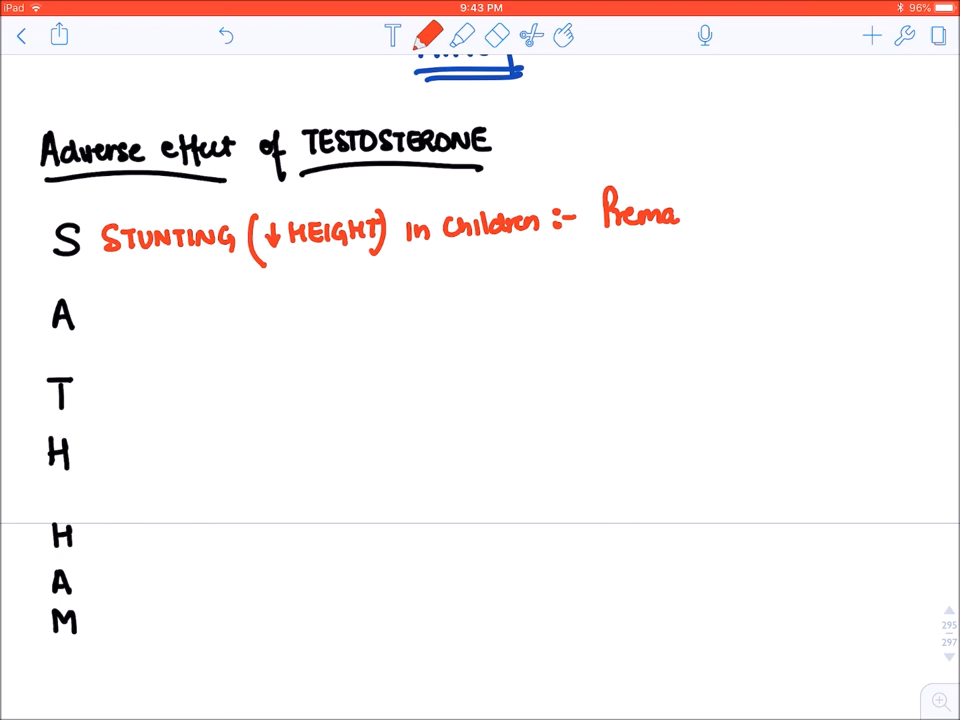 iPad 9:43 PM 96%
T
Adverse effect of TESTOSTERONE
S STUNTING (↓ HEIGHT) in children :- Prema
A
T
H
H
A
M
295
297